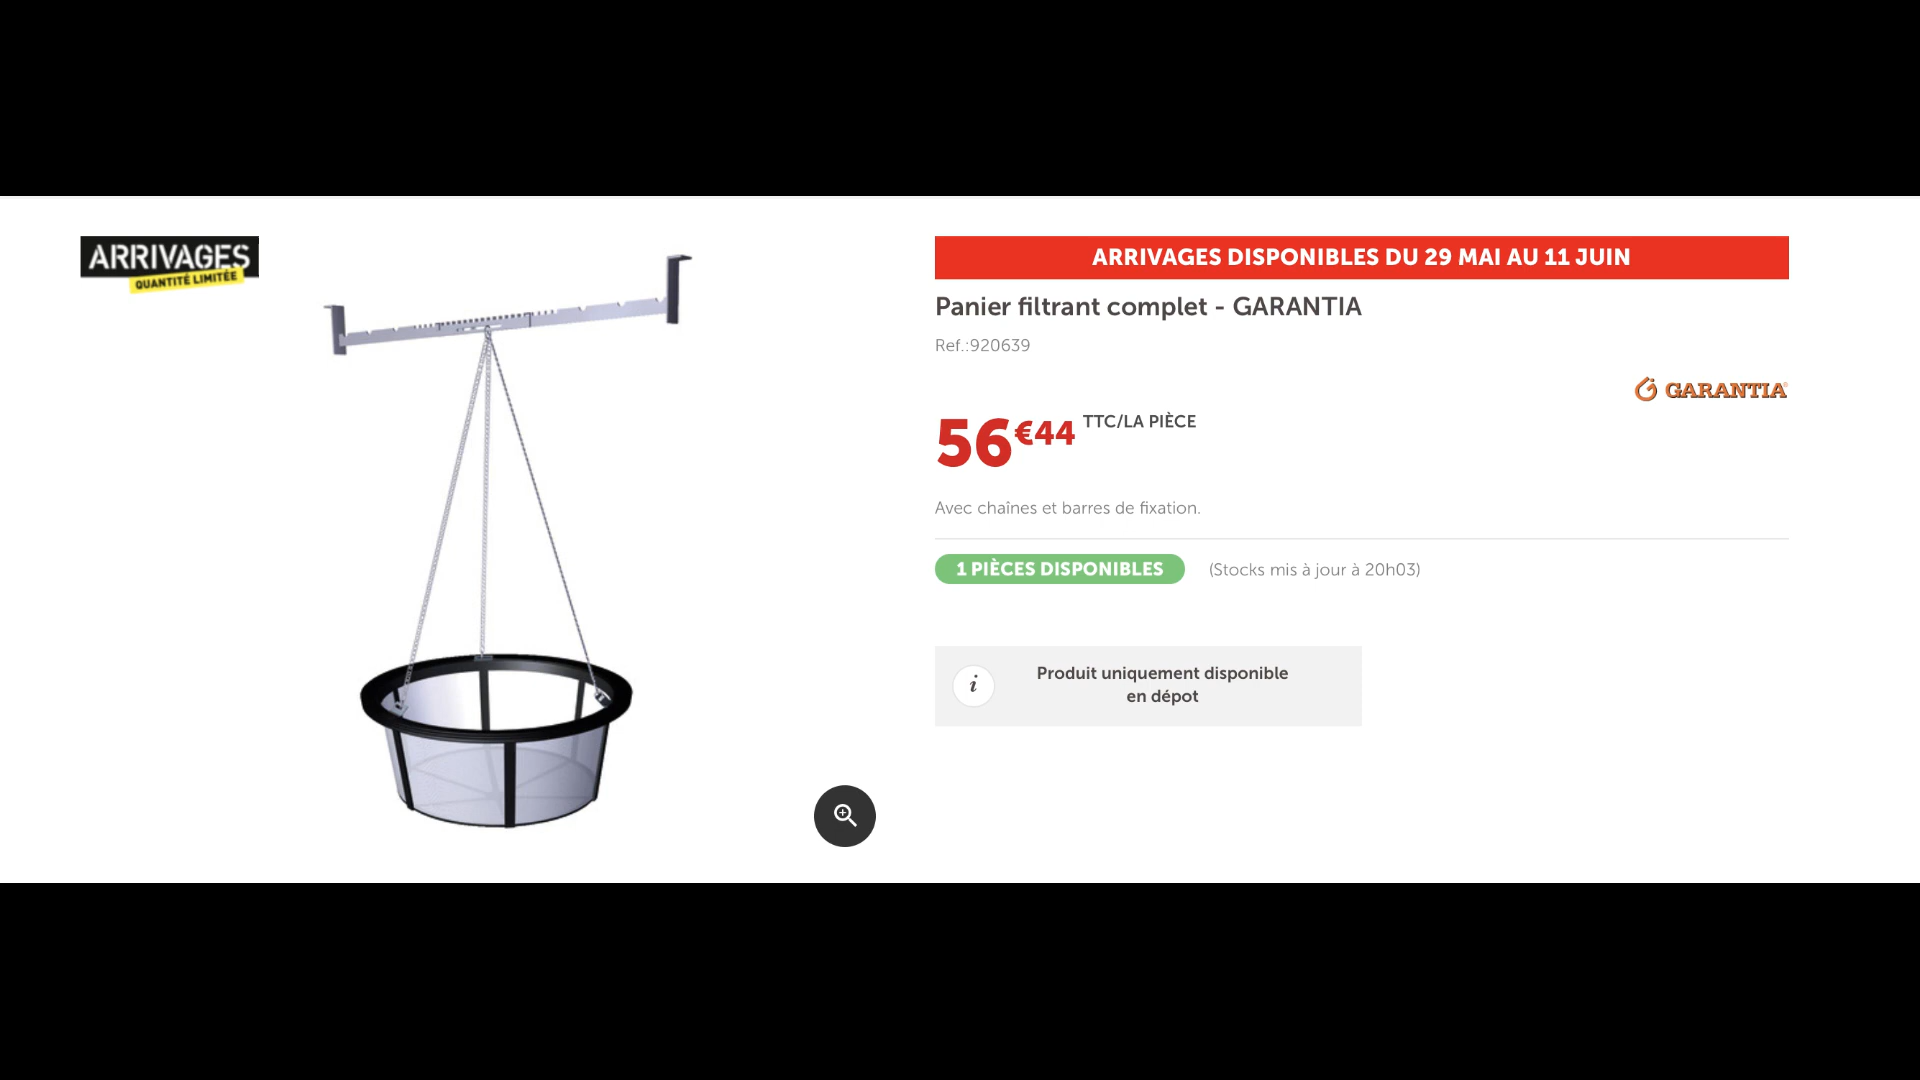 ARRIVAGES
QUANTITÉ LIMITÉE
ARRIVAGES DISPONIBLES DU 29 MAI AU 11 JUIN
Panier filtrant complet - GARANTIA
Ref.:920639
GARANTIA
56€44 TTC/LA PIÈCE
Avec chaînes et barres de fixation.
1 PIÈCES DISPONIBLES (Stocks mis à jour à 20h03)
i
Produit uniquement disponible
en dépot